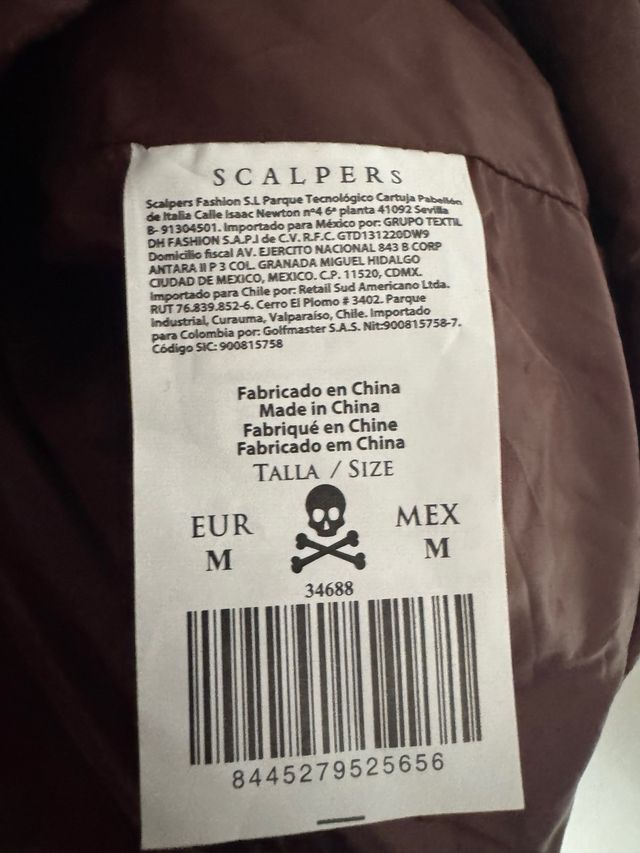 SCALPERS
Scalpers Fashion S.L Parque Tecnológico Cartuja Pabellón
de Italia Calle Isaac Newton nº4 6ª planta 41092 Sevilla
B- 91304501. Importado para México por: GRUPO TEXTIL
DH FASHION S.A.P.I de C.V. R.F.C. GTD131220DW9
Domicilio fiscal AV. EJERCITO NACIONAL 843 B CORP
ANTARA II P 3 COL. GRANADA MIGUEL HIDALGO
CIUDAD DE MEXICO, MEXICO. C.P. 11520, CDMX.
Importado para Chile por: Retail Sud Americano Ltda.
RUT 76.839.852-6. Cerro El Plomo # 3402. Parque
Industrial, Curauma, Valparaíso, Chile. Importado
para Colombia por: Golfmaster S.A.S. Nit:900815758-7.
Código SIC: 900815758
Fabricado en China
Made in China
Fabriqué en Chine
Fabricado em China
TALLA / SIZE
EUR MEX
M M
34688
8445279525656